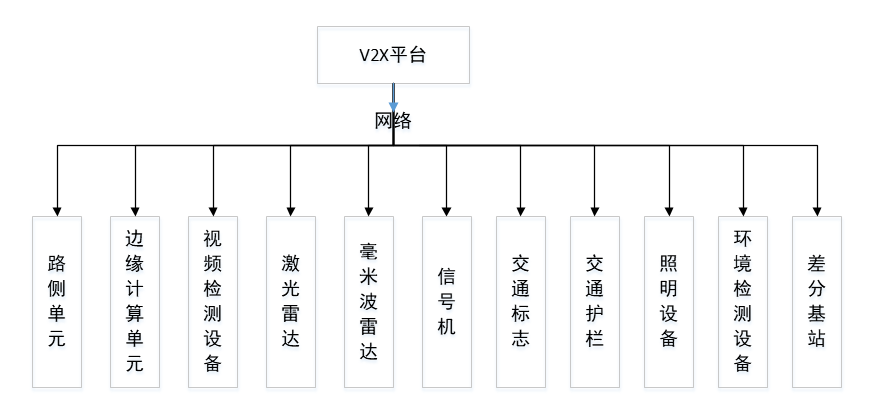 V2X平台
网络
路侧单元
边缘计算单元
视频检测设备
激光雷达
毫米波雷达
信号机
交通标志
交通护栏
照明设备
环境检测设备
差分基站